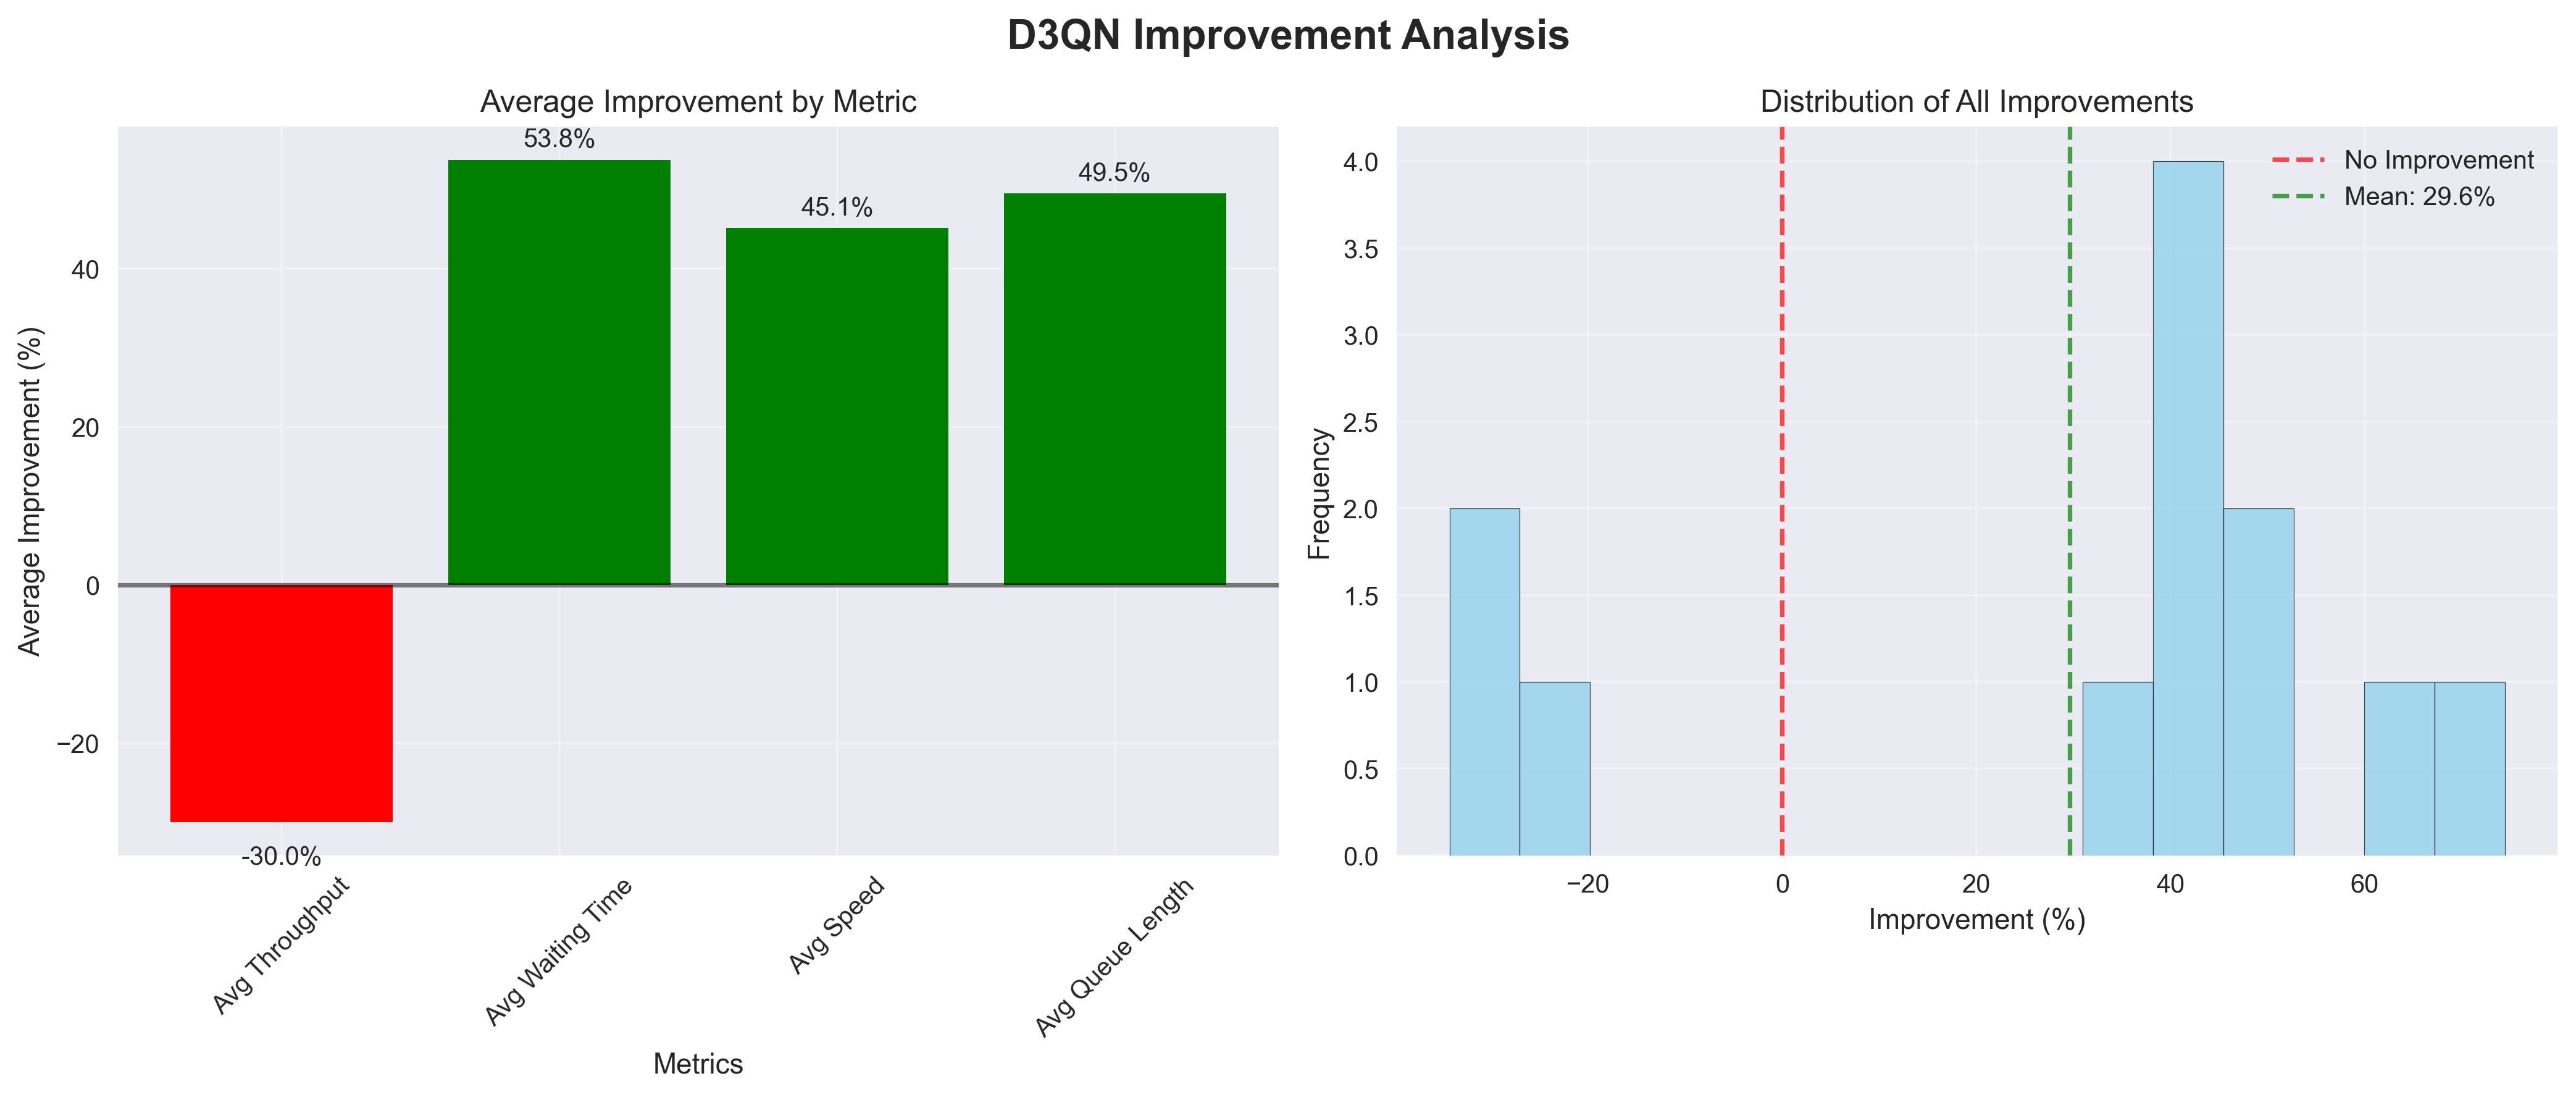 D3QN Improvement Analysis
Average Improvement by Metric
53.8%
49.5%
45.1%
-30.0%
40
20
0
−20
Average Improvement (%)
Avg Throughput
Avg Waiting Time
Avg Speed
Avg Queue Length
Metrics
Distribution of All Improvements
No Improvement
Mean: 29.6%
4.0
3.5
3.0
2.5
2.0
1.5
1.0
0.5
0.0
Frequency
−20 0 20 40 60
Improvement (%)